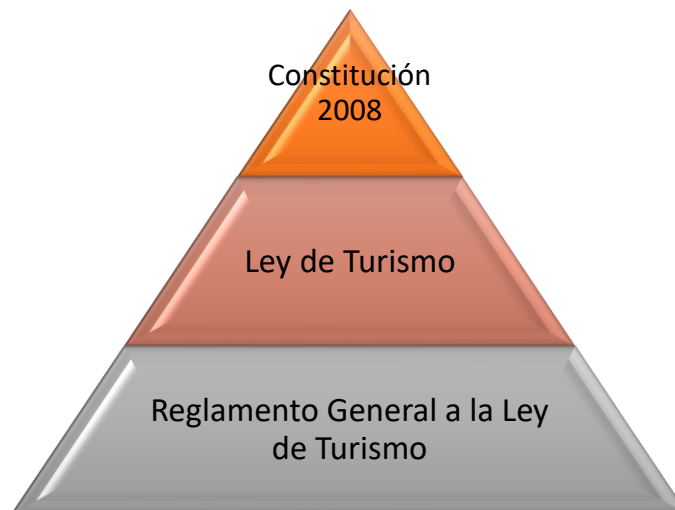 Constitución
2008
Ley de Turismo
Reglamento General a la Ley
de Turismo